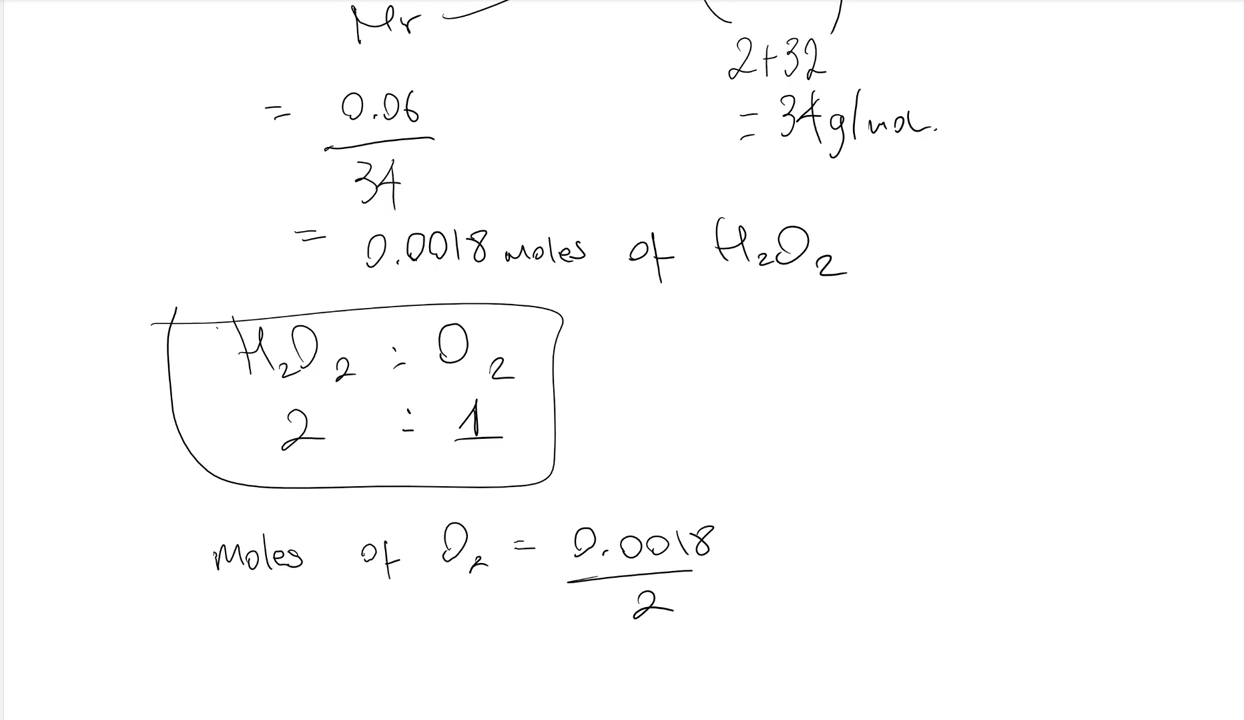 Mr
2+32
= 0.06
34
= 34g/mol.
= 0.0018 moles of H₂O₂
H₂O₂ : O₂
2 : 1
moles of O₂ = 0.0018
2